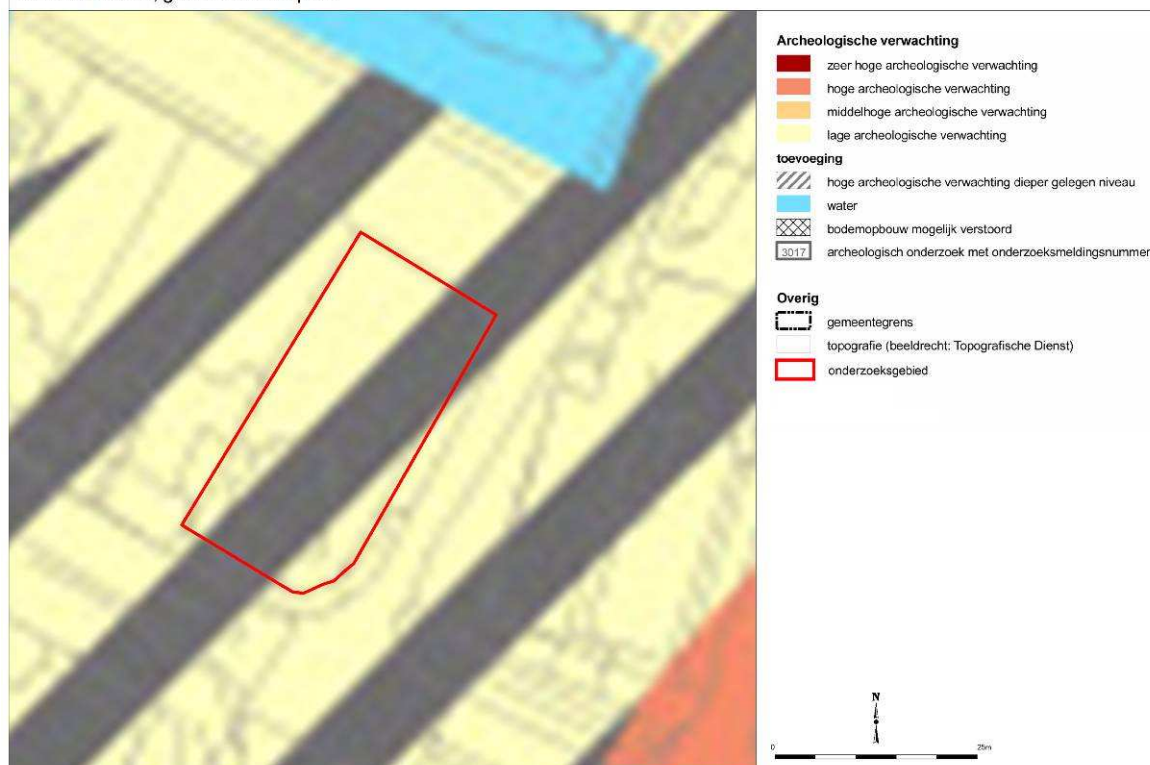 Archeologische verwachting
zeer hoge archeologische verwachting
hoge archeologische verwachting
middelhoge archeologische verwachting
lage archeologische verwachting
toevoeging
hoge archeologische verwachting dieper gelegen niveau
water
bodemopbouw mogelijk verstoord
3017 archeologisch onderzoek met onderzoeksmeldingsnummer
Overig
gemeentegrens
topografie (beeldrecht: Topografische Dienst)
onderzoeksgebied
N
0 25m